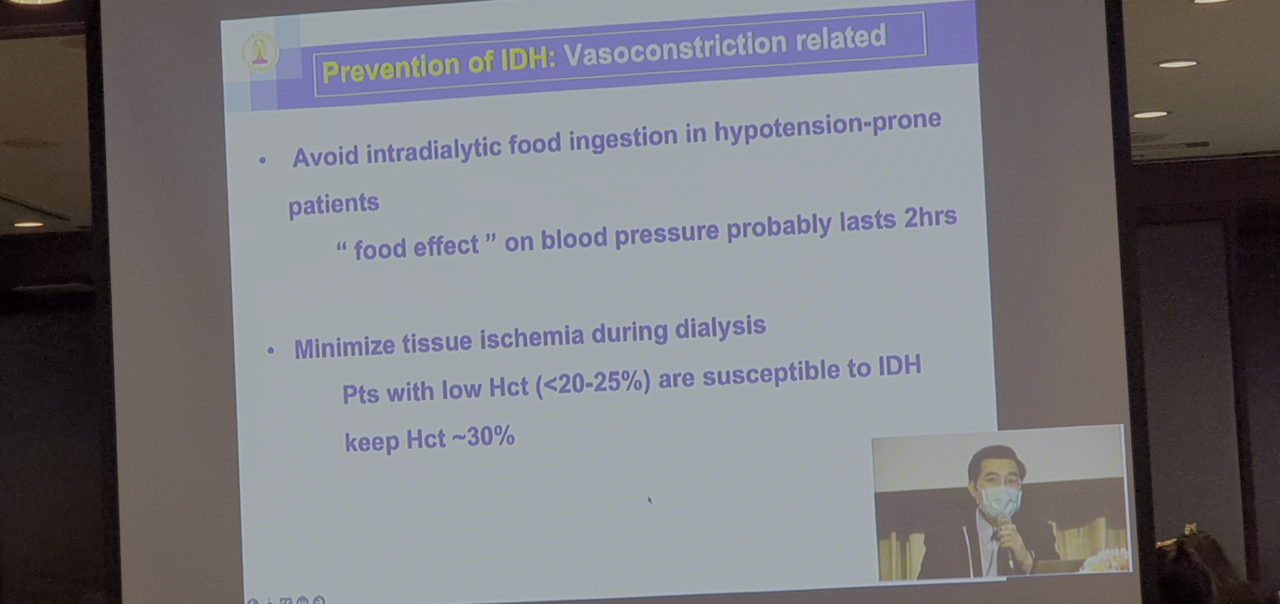 Prevention of IDH: Vasoconstriction related
• Avoid intradialytic food ingestion in hypotension-prone
patients
“ food effect ” on blood pressure probably lasts 2hrs
• Minimize tissue ischemia during dialysis
Pts with low Hct (<20-25%) are susceptible to IDH
keep Hct ~30%